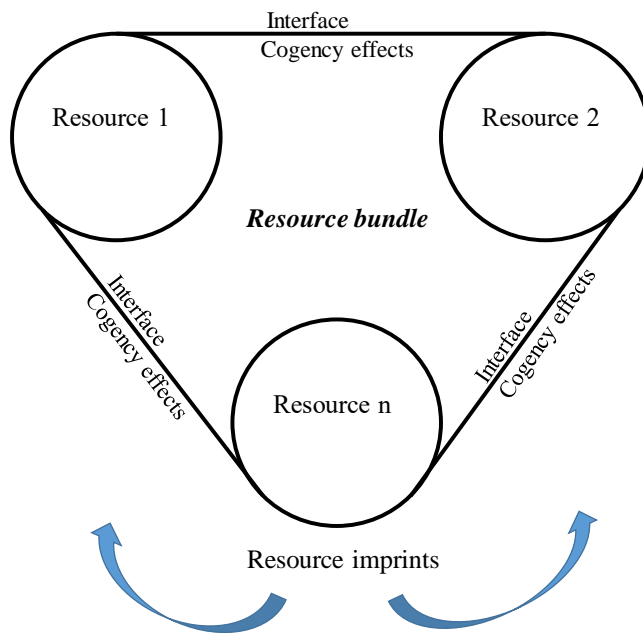 Interface
Cogency effects
Resource 1
Resource 2
Resource bundle
Interface
Cogency effects
Interface
Cogency effects
Resource n
Resource imprints